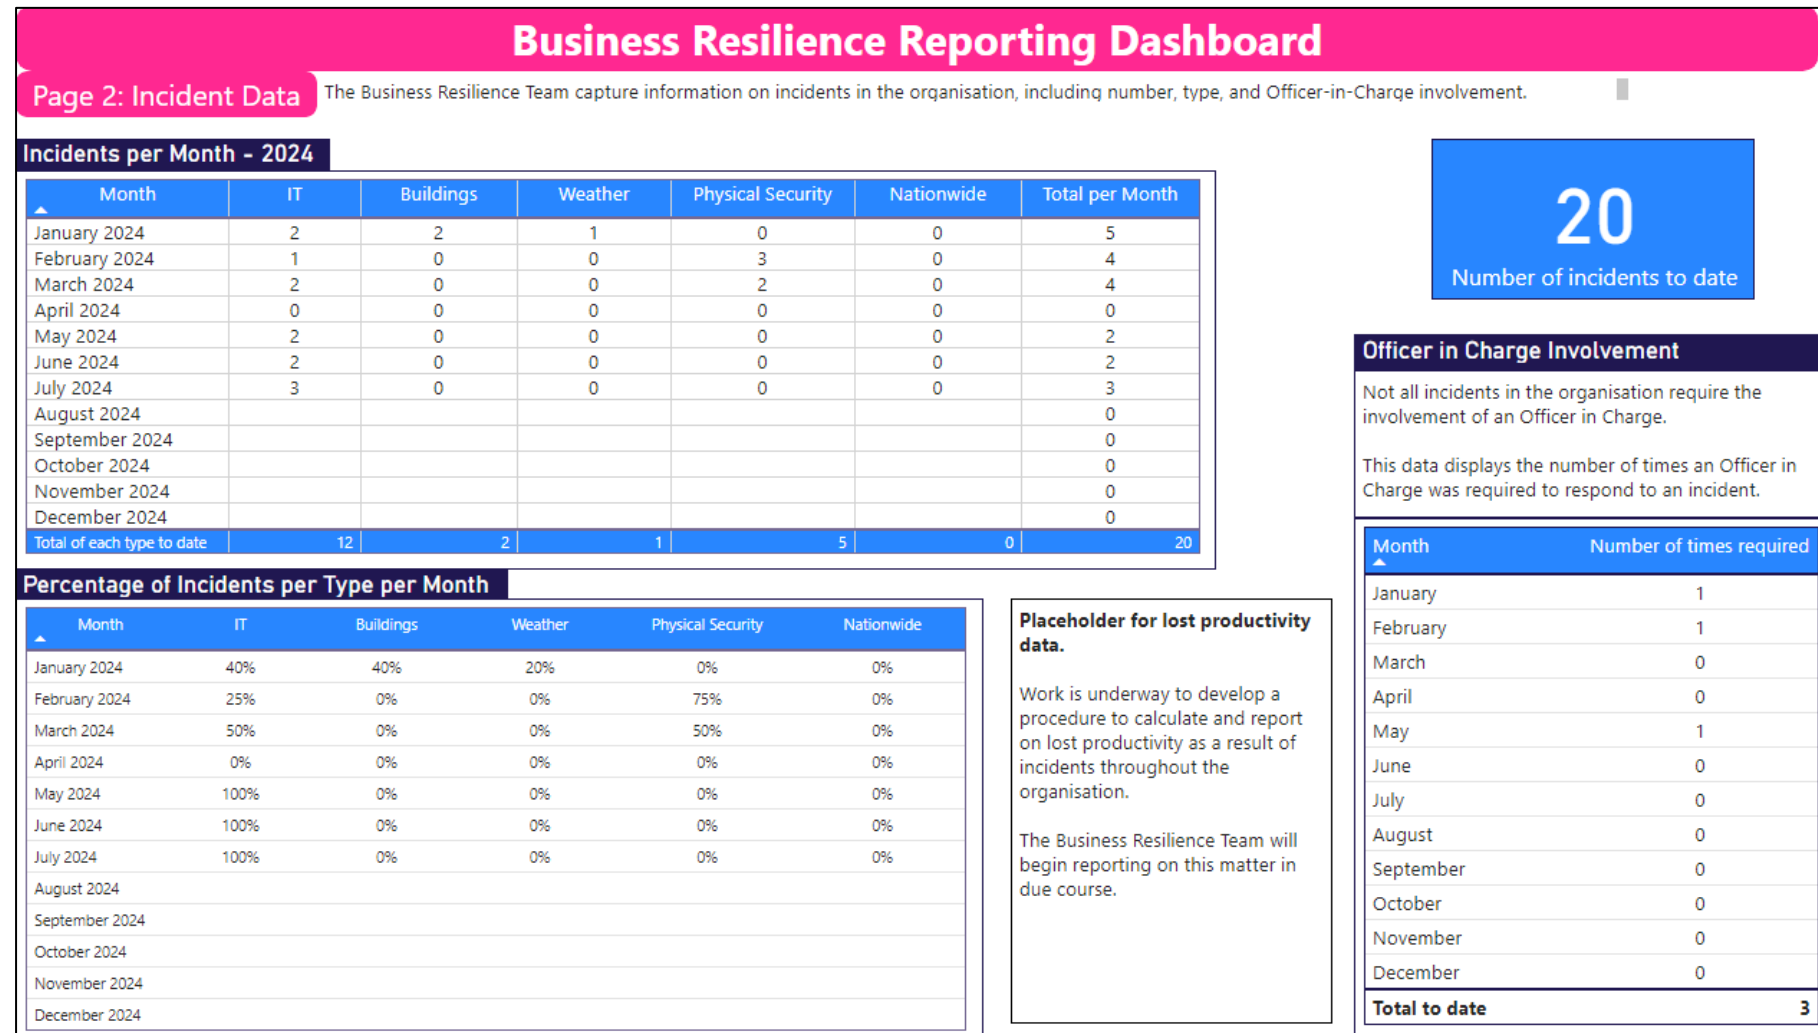 Business Resilience Reporting Dashboard
Page 2: Incident Data
The Business Resilience Team capture information on incidents in the organisation, including number, type, and Officer-in-Charge involvement.
Incidents per Month - 2024
Month IT Buildings Weather Physical Security Nationwide Total per Month
January 2024 2 2 1 0 0 5
February 2024 1 0 0 3 0 4
March 2024 2 0 0 2 0 4
April 2024 0 0 0 0 0 0
May 2024 2 0 0 0 0 2
June 2024 2 0 0 0 0 2
July 2024 3 0 0 0 0 3
August 2024 0
September 2024 0
October 2024 0
November 2024 0
December 2024 0
Total of each type to date 12 2 1 5 0 20
20
Number of incidents to date
Percentage of Incidents per Type per Month
Month IT Buildings Weather Physical Security Nationwide
January 2024 40% 40% 20% 0% 0%
February 2024 25% 0% 0% 75% 0%
March 2024 50% 0% 0% 50% 0%
April 2024 0% 0% 0% 0% 0%
May 2024 100% 0% 0% 0% 0%
June 2024 100% 0% 0% 0% 0%
July 2024 100% 0% 0% 0% 0%
August 2024
September 2024
October 2024
November 2024
December 2024
Placeholder for lost productivity
data.
Work is underway to develop a
procedure to calculate and report
on lost productivity as a result of
incidents throughout the
organisation.
The Business Resilience Team will
begin reporting on this matter in
due course.
Officer in Charge Involvement
Not all incidents in the organisation require the
involvement of an Officer in Charge.
This data displays the number of times an Officer in
Charge was required to respond to an incident.
Month Number of times required
January 1
February 1
March 0
April 0
May 1
June 0
July 0
August 0
September 0
October 0
November 0
December 0
Total to date 3